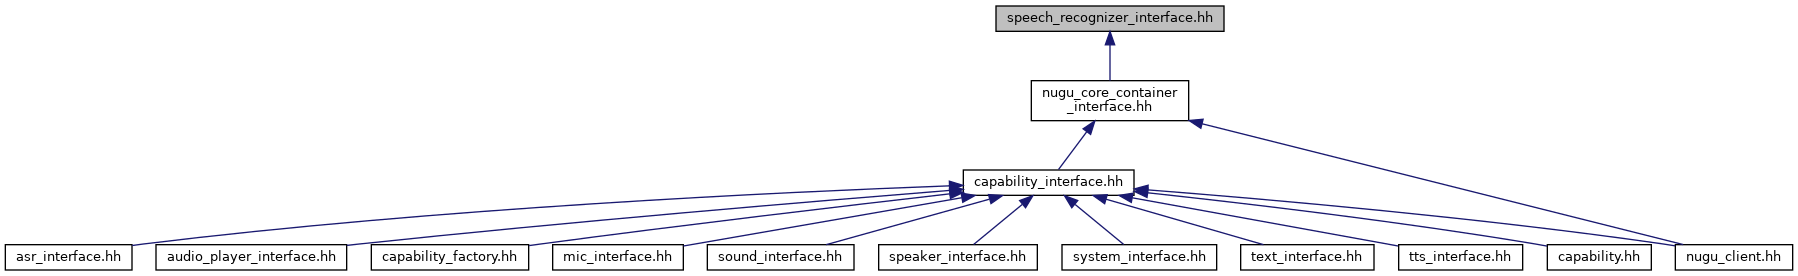 speech_recognizer_interface.hh
nugu_core_container
_interface.hh
capability_interface.hh
asr_interface.hh
audio_player_interface.hh
capability_factory.hh
mic_interface.hh
sound_interface.hh
speaker_interface.hh
system_interface.hh
text_interface.hh
tts_interface.hh
capability.hh
nugu_client.hh